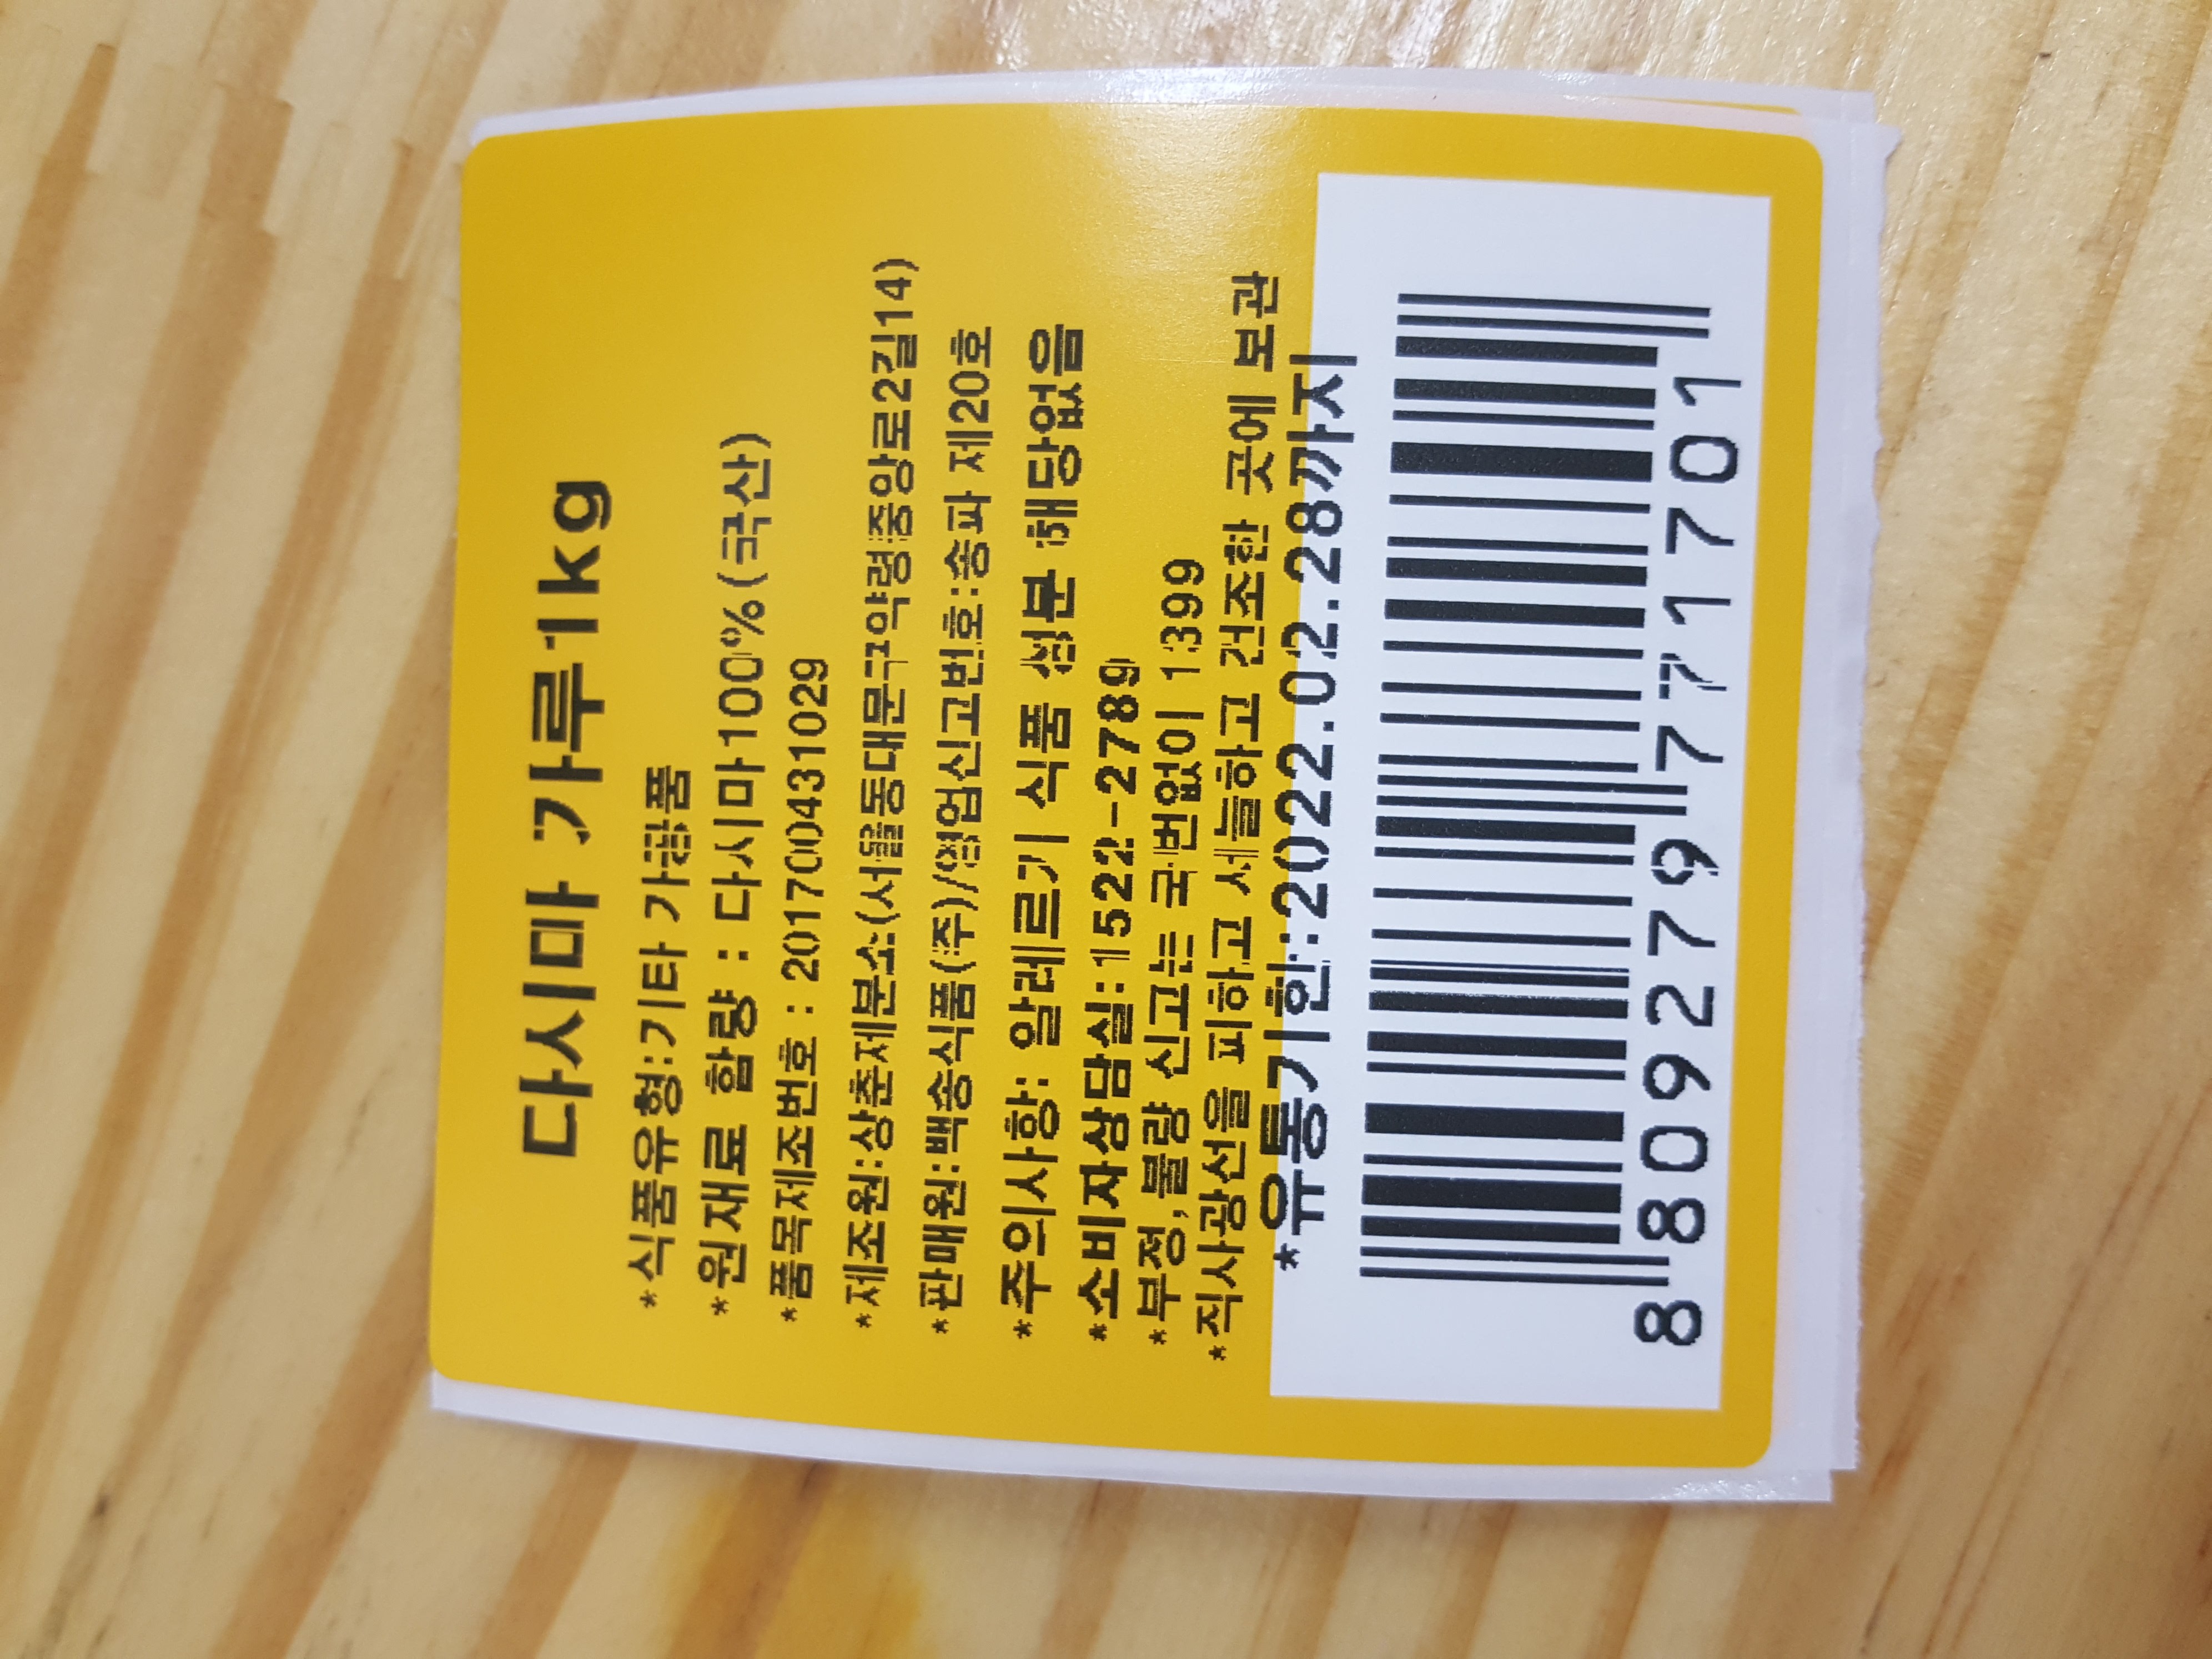 다시마 가루1kg
*식품유형:기타 가공품
*원재료 함량 : 다시마100%(국산)
*품목제조번호 : 20170431029
*제조원:상춘제분소(서울동대문구약령중앙로2길14)
*판매원:백송식품(주)/영업신고번호:송파 제20호
*주의사항: 알레르기 식품 성분 해당없음
*소비자상담실:1522-2789
*부정,불량 신고는 국번없이 1399
*직사광선을 피하고 서늘하고 건조한 곳에 보관
*유통기한:2022.02.28까지
8809279771701